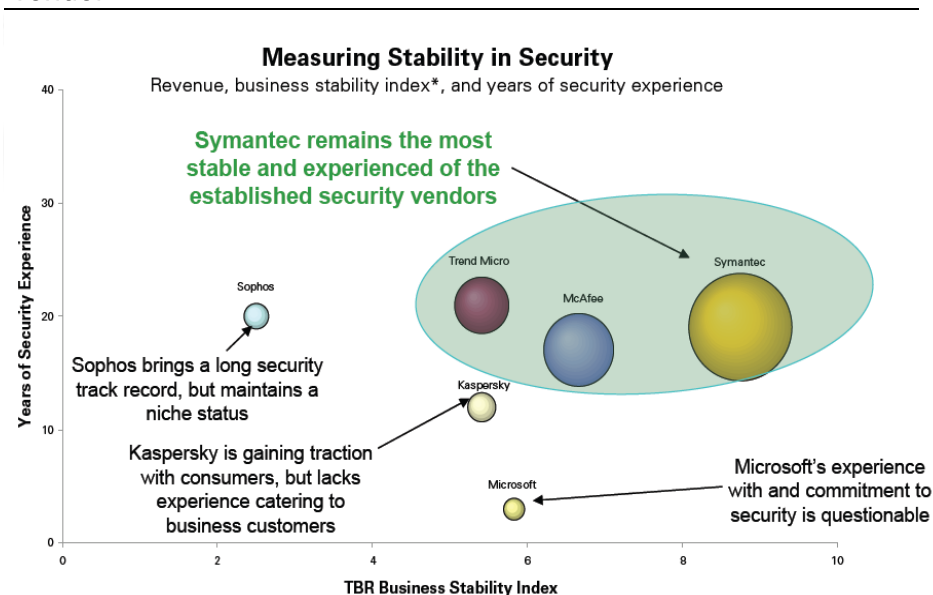 Measuring Stability in Security
Revenue, business stability index*, and years of security experience
40
Symantec remains the most
stable and experienced of the
established security vendors
30
Years of Security Experience
Trend Micro
Symantec
Sophos
McAfee
20
Sophos brings a long security
track record, but maintains a
niche status
Kaspersky
10
Kaspersky is gaining traction
with consumers, but lacks
experience catering to
business customers
Microsoft
Microsoft's experience
with and commitment to
security is questionable
0
0
2
4
6
8
10
TBR Business Stability Index